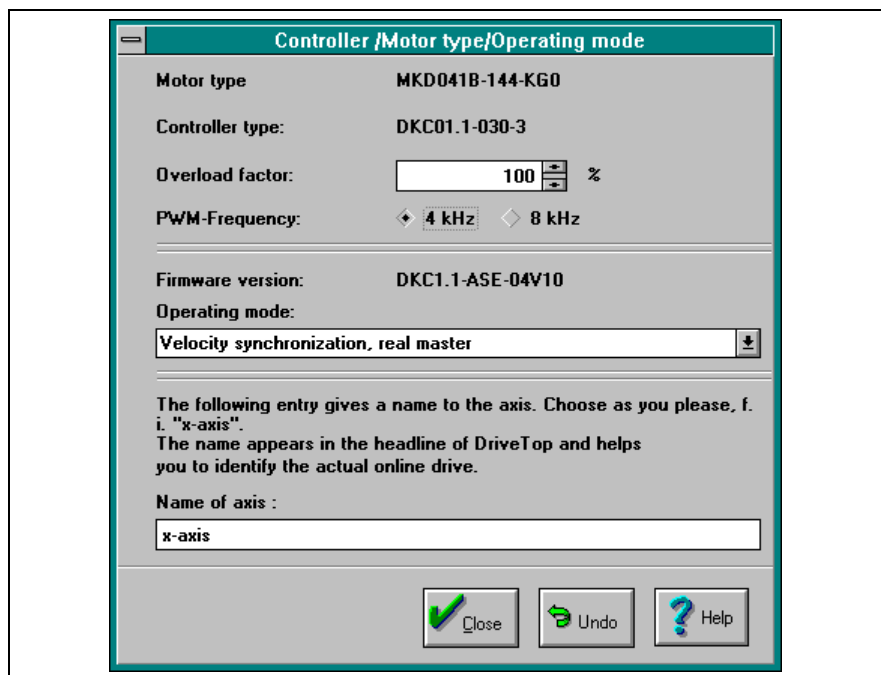 Controller /Motor type/Operating mode
Motor type MKD041B-144-KG0
Controller type: DKC01.1-030-3
Overload factor: 100 %
PWM-Frequency: 4 kHz 8 kHz
Firmware version: DKC1.1-ASE-04V10
Operating mode:
Velocity synchronization, real master
The following entry gives a name to the axis. Choose as you please, f.
i. "x-axis".
The name appears in the headline of DriveTop and helps
you to identify the actual online drive.
Name of axis :
x-axis
Close Undo Help